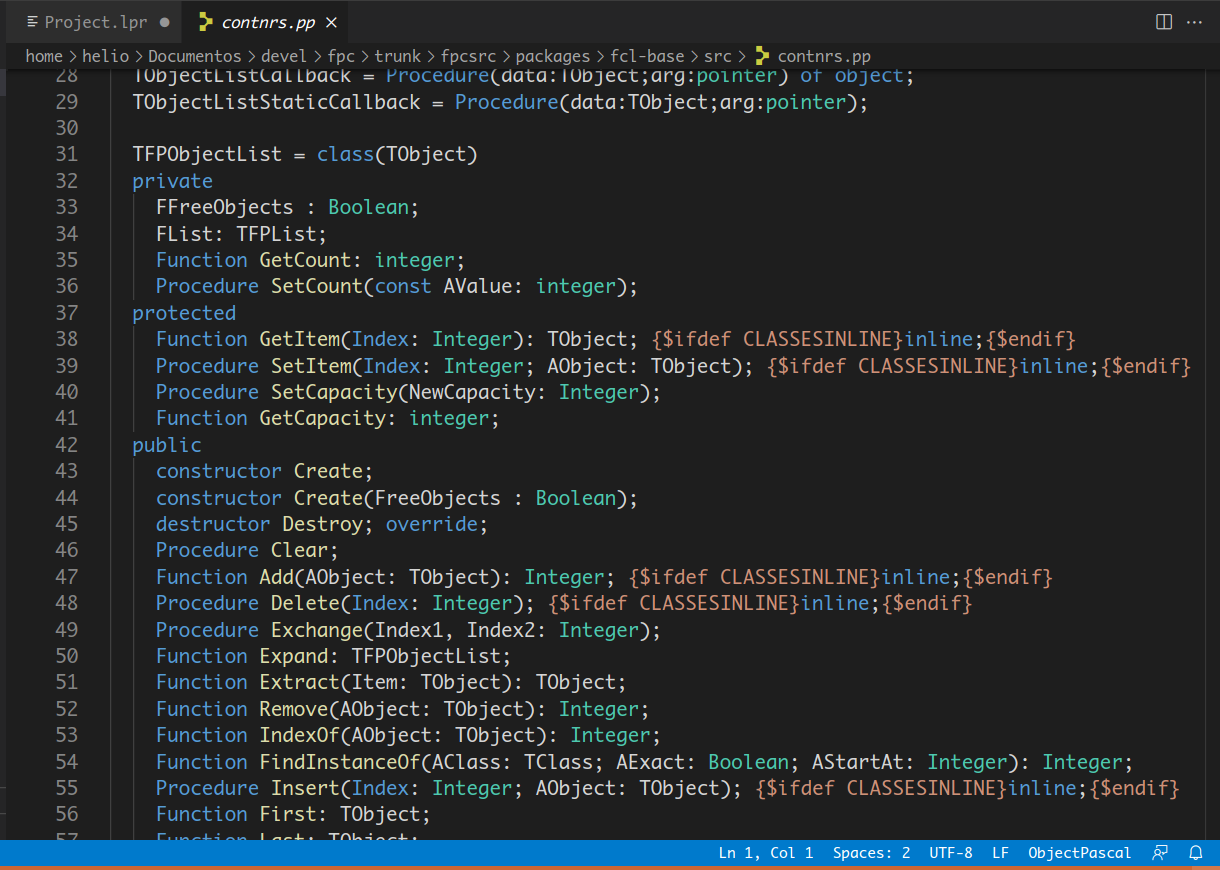 Project.lpr ● contnrs.pp ×
home > helio > Documentos > devel > fpc > trunk > fpcsrc > packages > fcl-base > src > contnrs.pp
28 TObjectListCallback = Procedure(data:TObject;arg:pointer) of object;
29 TObjectListStaticCallback = Procedure(data:TObject;arg:pointer);
30
31 TFPObjectList = class(TObject)
32 private
33 FFreeObjects : Boolean;
34 FList: TFPList;
35 Function GetCount: integer;
36 Procedure SetCount(const AValue: integer);
37 protected
38 Function GetItem(Index: Integer): TObject; {$ifdef CLASSESINLINE}inline;{$endif}
39 Procedure SetItem(Index: Integer; AObject: TObject); {$ifdef CLASSESINLINE}inline;{$endif}
40 Procedure SetCapacity(NewCapacity: Integer);
41 Function GetCapacity: integer;
42 public
43 constructor Create;
44 constructor Create(FreeObjects : Boolean);
45 destructor Destroy; override;
46 Procedure Clear;
47 Function Add(AObject: TObject): Integer; {$ifdef CLASSESINLINE}inline;{$endif}
48 Procedure Delete(Index: Integer); {$ifdef CLASSESINLINE}inline;{$endif}
49 Procedure Exchange(Index1, Index2: Integer);
50 Function Expand: TFPObjectList;
51 Function Extract(Item: TObject): TObject;
52 Function Remove(AObject: TObject): Integer;
53 Function IndexOf(AObject: TObject): Integer;
54 Function FindInstanceOf(AClass: TClass; AExact: Boolean; AStartAt: Integer): Integer;
55 Procedure Insert(Index: Integer; AObject: TObject); {$ifdef CLASSESINLINE}inline;{$endif}
56 Function First: TObject;
57 Function Last: TObject;
Ln 1, Col 1 Spaces: 2 UTF-8 LF ObjectPascal